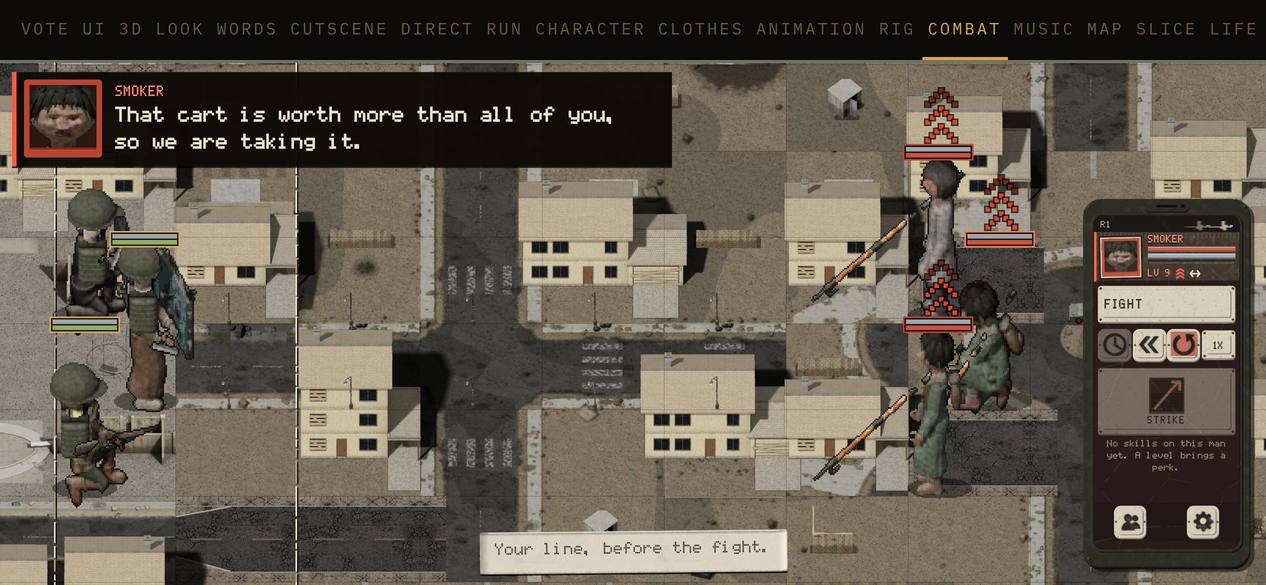 VOTE UI 3D LOOK WORDS CUTSCENE DIRECT RUN CHARACTER CLOTHES ANIMATION RIG COMBAT MUSIC MAP SLICE LIFE
SMOKER
That cart is worth more than all of you,
so we are taking it.
R1
SMOKER
LV 9
FIGHT
1X
STRIKE
No skills on this man
yet. A level brings a
perk.
Your line, before the fight.